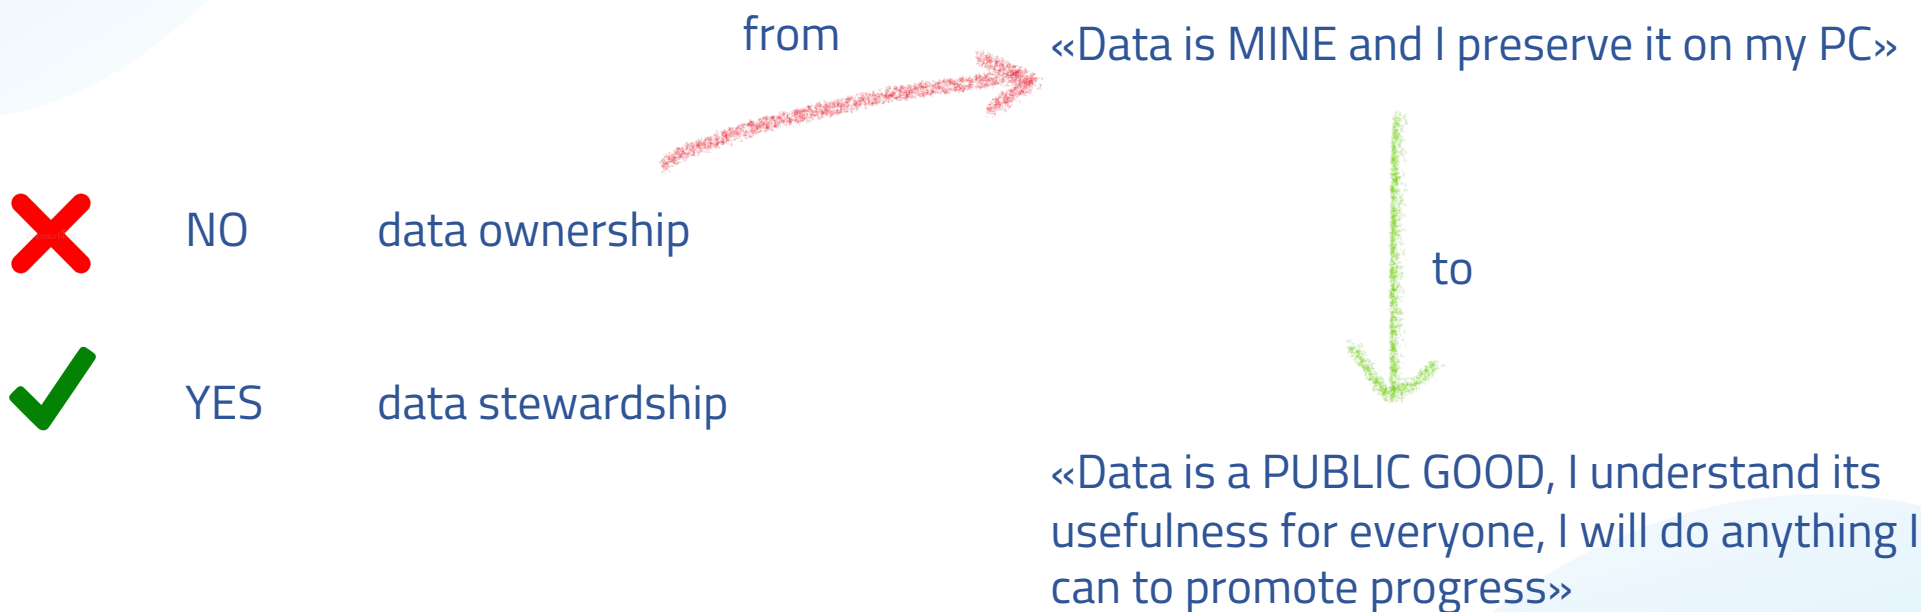 from
«Data is MINE and I preserve it on my PC»
NO data ownership
to
YES data stewardship
«Data is a PUBLIC GOOD, I understand its
usefulness for everyone, I will do anything I
can to promote progress»